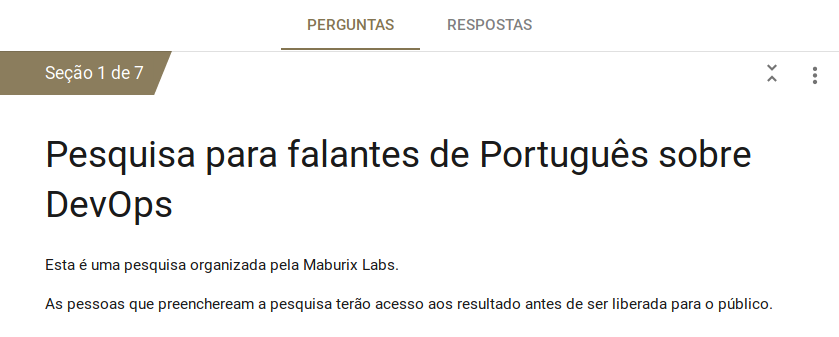 PERGUNTAS RESPOSTAS
Seção 1 de 7
Pesquisa para falantes de Português sobre
DevOps
Esta é uma pesquisa organizada pela Maburix Labs.
As pessoas que preencheream a pesquisa terão acesso aos resultado antes de ser liberada para o público.